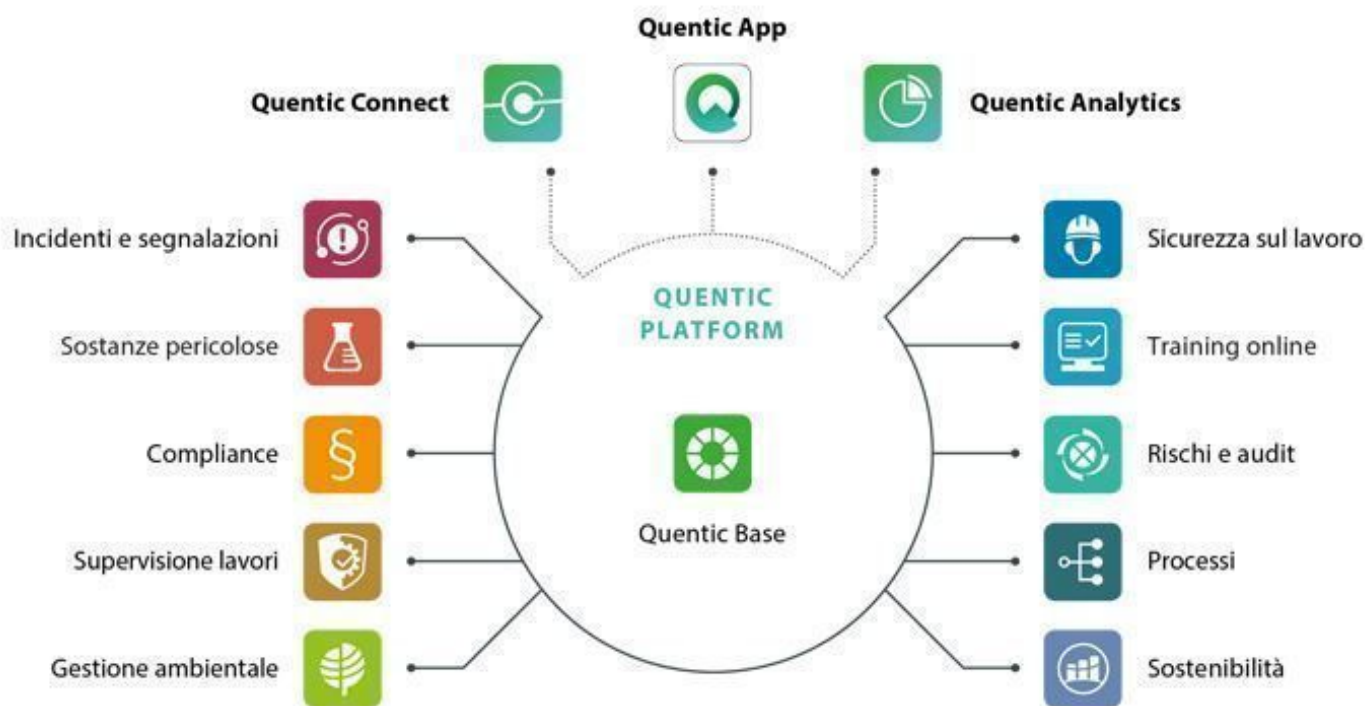 Quentic App
Quentic Connect
Quentic Analytics
Incidenti e segnalazioni
Sicurezza sul lavoro
QUENTIC
PLATFORM
Sostanze pericolose
Training online
Compliance
§
Rischi e audit
Quentic Base
Supervisione lavori
Processi
Gestione ambientale
Sostenibilità